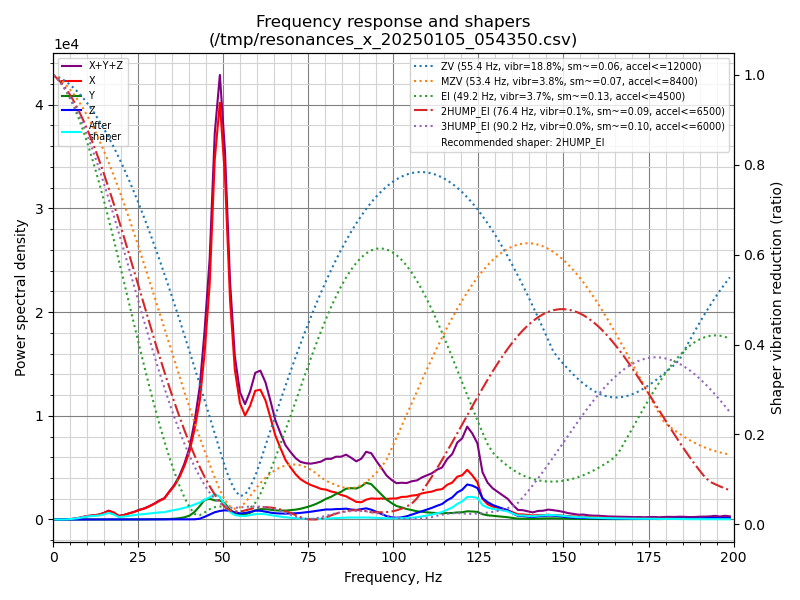 Frequency response and shapers
(/tmp/resonances_x_20250105_054350.csv)
1e4
X+Y+Z
X
Y
Z
After
shaper
ZV (55.4 Hz, vibr=18.8%, sm~=0.06, accel<=12000)
MZV (53.4 Hz, vibr=3.8%, sm~=0.07, accel<=8400)
EI (49.2 Hz, vibr=3.7%, sm~=0.13, accel<=4500)
2HUMP_EI (76.4 Hz, vibr=0.1%, sm~=0.09, accel<=6500)
3HUMP_EI (90.2 Hz, vibr=0.0%, sm~=0.10, accel<=6000)
Recommended shaper: 2HUMP_EI
Power spectral density
4
3
2
1
0
1.0
0.8
0.6
0.4
0.2
0.0
Shaper vibration reduction (ratio)
0 25 50 75 100 125 150 175 200
Frequency, Hz